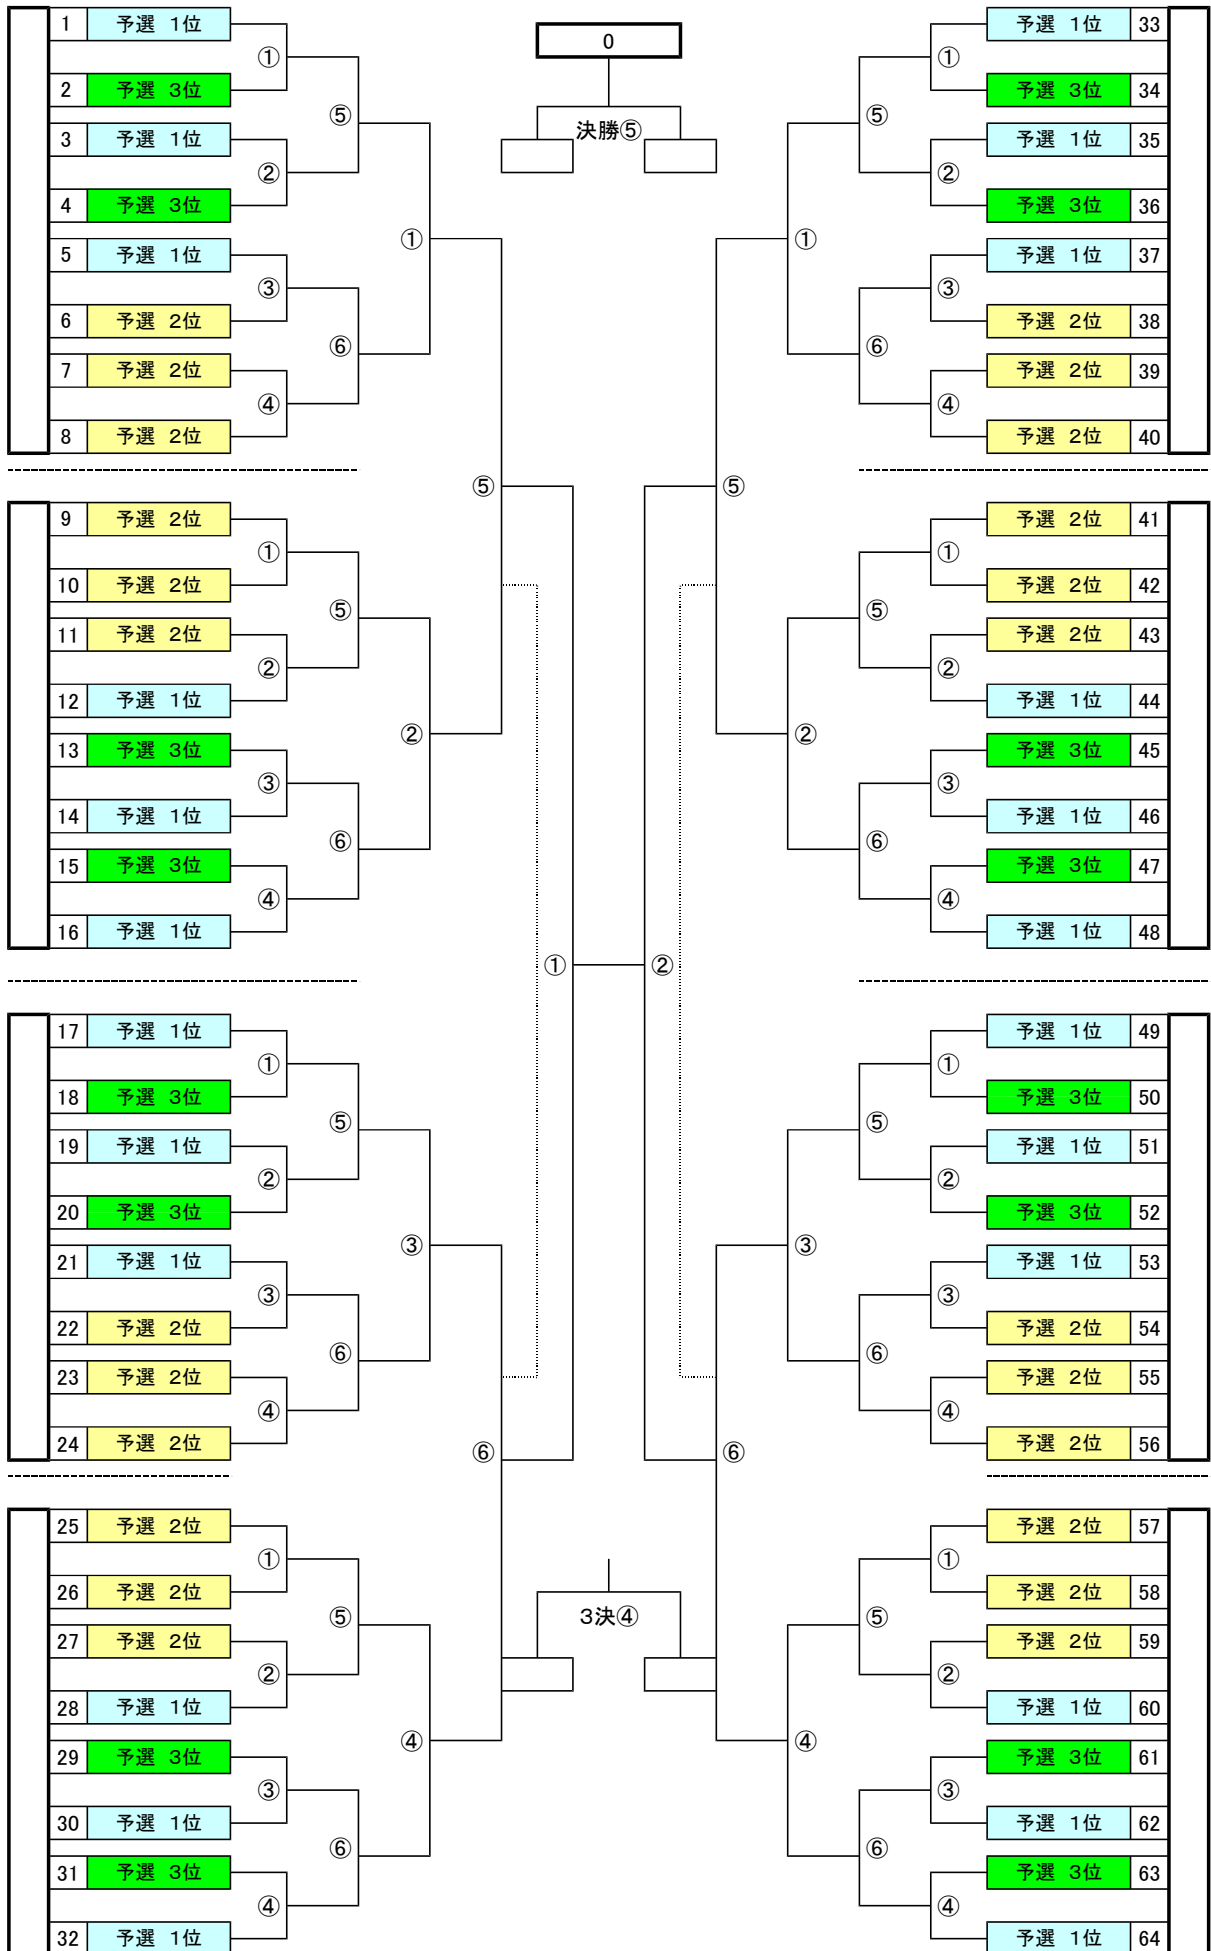 1 予選 1位
①
2 予選 3位
⑤
3 予選 1位
②
4 予選 3位
①
5 予選 1位
③
6 予選 2位
⑥
7 予選 2位
④
8 予選 2位
⑤
9 予選 2位
①
10 予選 2位
⑤
11 予選 2位
②
12 予選 1位
②
13 予選 3位
③
14 予選 1位
⑥
15 予選 3位
④
16 予選 1位
①
17 予選 1位
①
18 予選 3位
⑤
19 予選 1位
②
20 予選 3位
③
21 予選 1位
③
22 予選 2位
⑥
23 予選 2位
④
24 予選 2位
⑥
25 予選 2位
①
26 予選 2位
⑤
27 予選 2位
②
28 予選 1位
④
29 予選 3位
③
30 予選 1位
⑥
31 予選 3位
④
32 予選 1位
0
決勝⑤
3決④
予選 1位 33
①
予選 3位 34
⑤
予選 1位 35
②
予選 3位 36
①
予選 1位 37
③
予選 2位 38
⑥
予選 2位 39
④
予選 2位 40
⑤
予選 2位 41
①
予選 2位 42
⑤
予選 2位 43
②
予選 1位 44
②
予選 3位 45
③
予選 1位 46
⑥
予選 3位 47
④
予選 1位 48
②
予選 1位 49
①
予選 3位 50
⑤
予選 1位 51
②
予選 3位 52
③
予選 1位 53
③
予選 2位 54
⑥
予選 2位 55
④
予選 2位 56
⑥
予選 2位 57
①
予選 2位 58
⑤
予選 2位 59
②
予選 1位 60
④
予選 3位 61
③
予選 1位 62
⑥
予選 3位 63
④
予選 1位 64